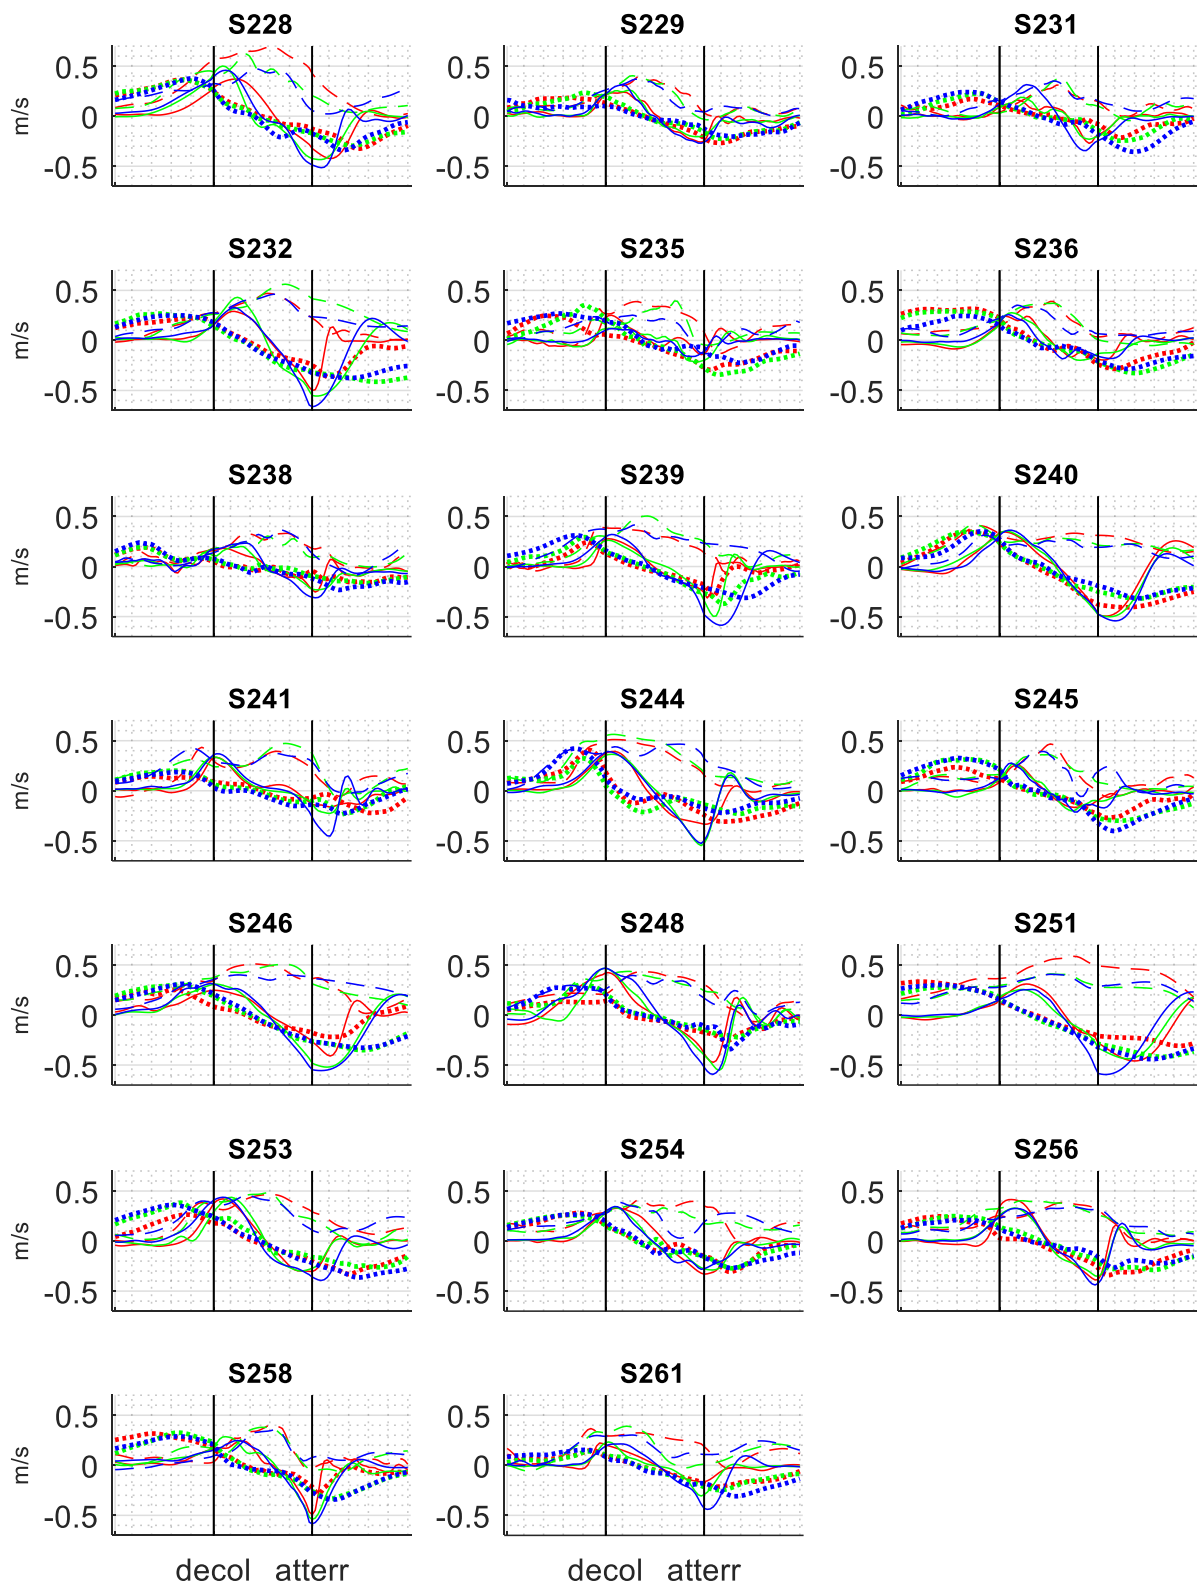 S228 S229 S231
0.5 0.5 0.5
m/s 0 0 0
-0.5 -0.5 -0.5
S232 S235 S236
0.5 0.5 0.5
m/s 0 0 0
-0.5 -0.5 -0.5
S238 S239 S240
0.5 0.5 0.5
m/s 0 0 0
-0.5 -0.5 -0.5
S241 S244 S245
0.5 0.5 0.5
m/s 0 0 0
-0.5 -0.5 -0.5
S246 S248 S251
0.5 0.5 0.5
m/s 0 0 0
-0.5 -0.5 -0.5
S253 S254 S256
0.5 0.5 0.5
m/s 0 0 0
-0.5 -0.5 -0.5
S258 S261
0.5 0.5
m/s 0 0
-0.5 -0.5
decol atterr decol atterr